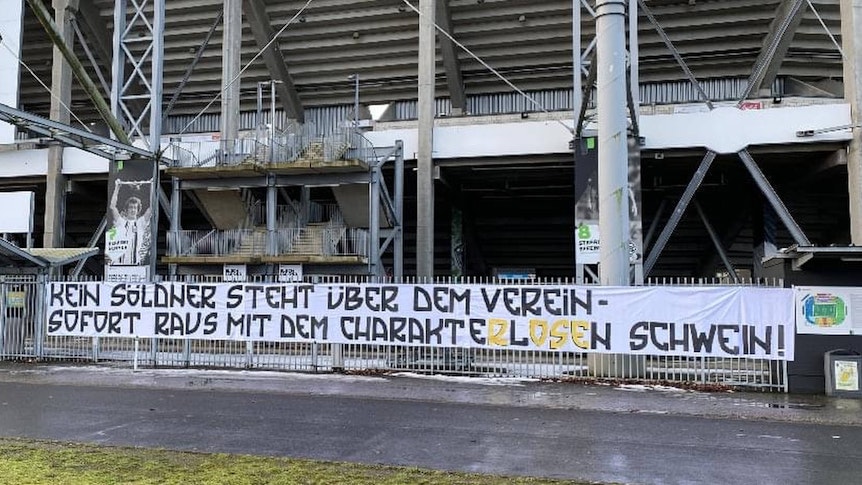 KEIN SÖLDNER STEHT ÜBER DEM VEREIN-
SOFORT RAUS MIT DEM CHARAKTERLOSEN SCHWEIN!